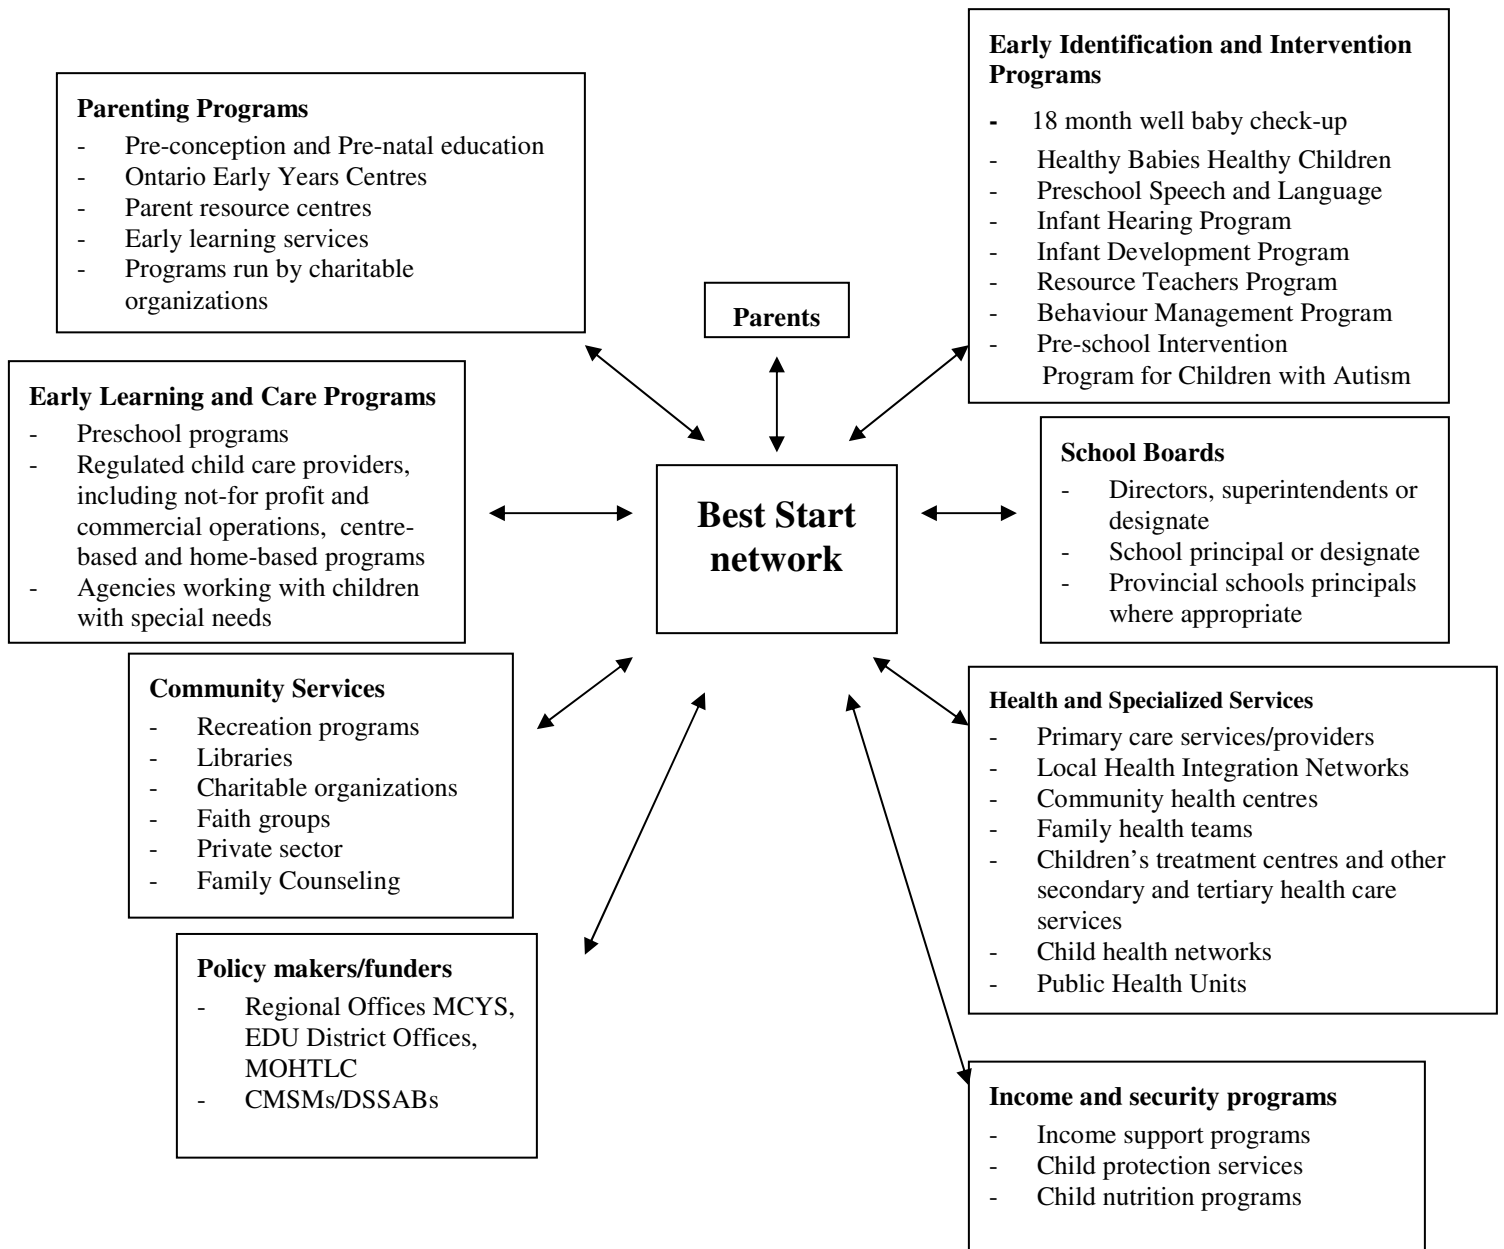 Parenting Programs
- Pre-conception and Pre-natal education
- Ontario Early Years Centres
- Parent resource centres
- Early learning services
- Programs run by charitable
organizations
Parents
Early Identification and Intervention
Programs
- 18 month well baby check-up
- Healthy Babies Healthy Children
- Preschool Speech and Language
- Infant Hearing Program
- Infant Development Program
- Resource Teachers Program
- Behaviour Management Program
- Pre-school Intervention
Program for Children with Autism
Early Learning and Care Programs
- Preschool programs
- Regulated child care providers,
including not-for profit and
commercial operations, centre-
based and home-based programs
- Agencies working with children
with special needs
Best Start
network
School Boards
- Directors, superintendents or
designate
- School principal or designate
- Provincial schools principals
where appropriate
Community Services
- Recreation programs
- Libraries
- Charitable organizations
- Faith groups
- Private sector
- Family Counseling
Health and Specialized Services
- Primary care services/providers
- Local Health Integration Networks
- Community health centres
- Family health teams
- Children’s treatment centres and other
secondary and tertiary health care
services
- Child health networks
- Public Health Units
Policy makers/funders
- Regional Offices MCYS,
EDU District Offices,
MOHTLC
- CMSMs/DSSABs
Income and security programs
- Income support programs
- Child protection services
- Child nutrition programs